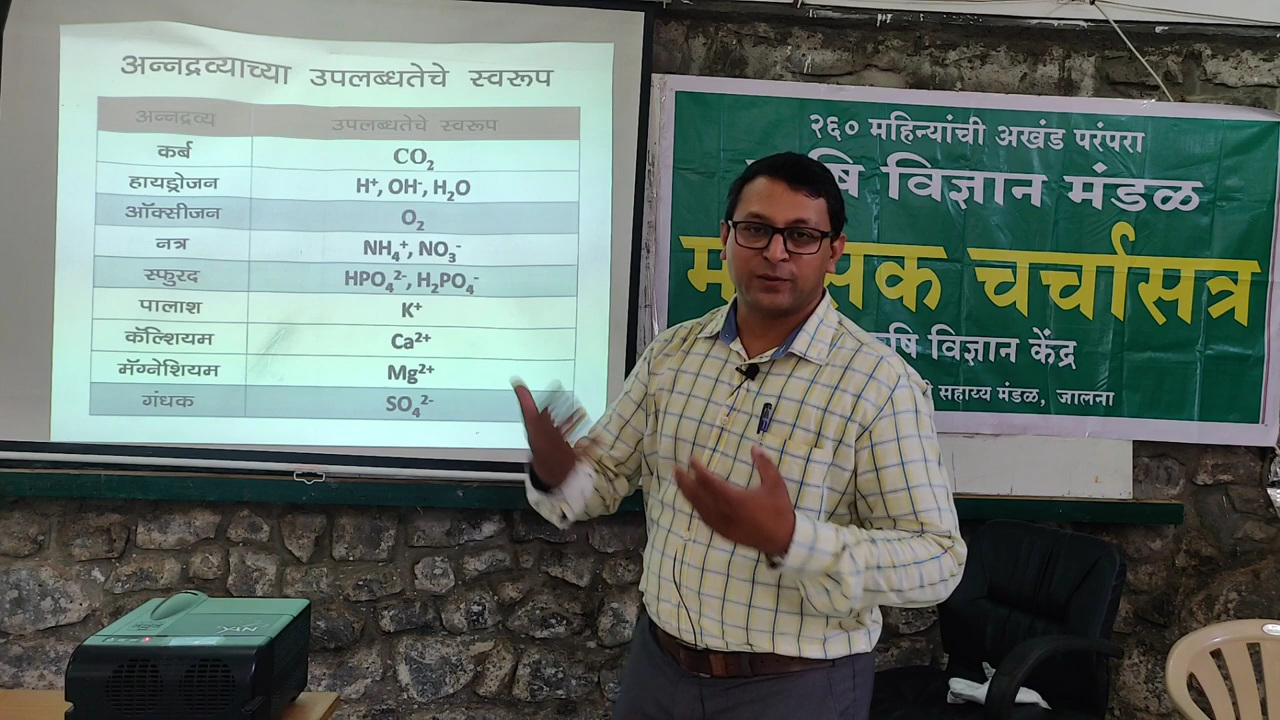 अन्नद्रव्याच्या उपलब्धतेचे स्वरूप
अन्नद्रव्य उपलब्धतेचे स्वरूप
कर्ब CO₂
हायड्रोजन H⁺, OH⁻, H₂O
ऑक्सीजन O₂
नत्र NH₄⁺, NO₃⁻
स्फुरद HPO₄²⁻, H₂PO₄⁻
पालाश K⁺
कॅल्शियम Ca²⁺
मॅग्नेशियम Mg²⁺
गंधक SO₄²⁻
२६० महिन्यांची अखंड परंपरा
विज्ञान मंडळ
चर्चासत्र
विज्ञान केंद्र
सहाय्य मंडळ, जालना